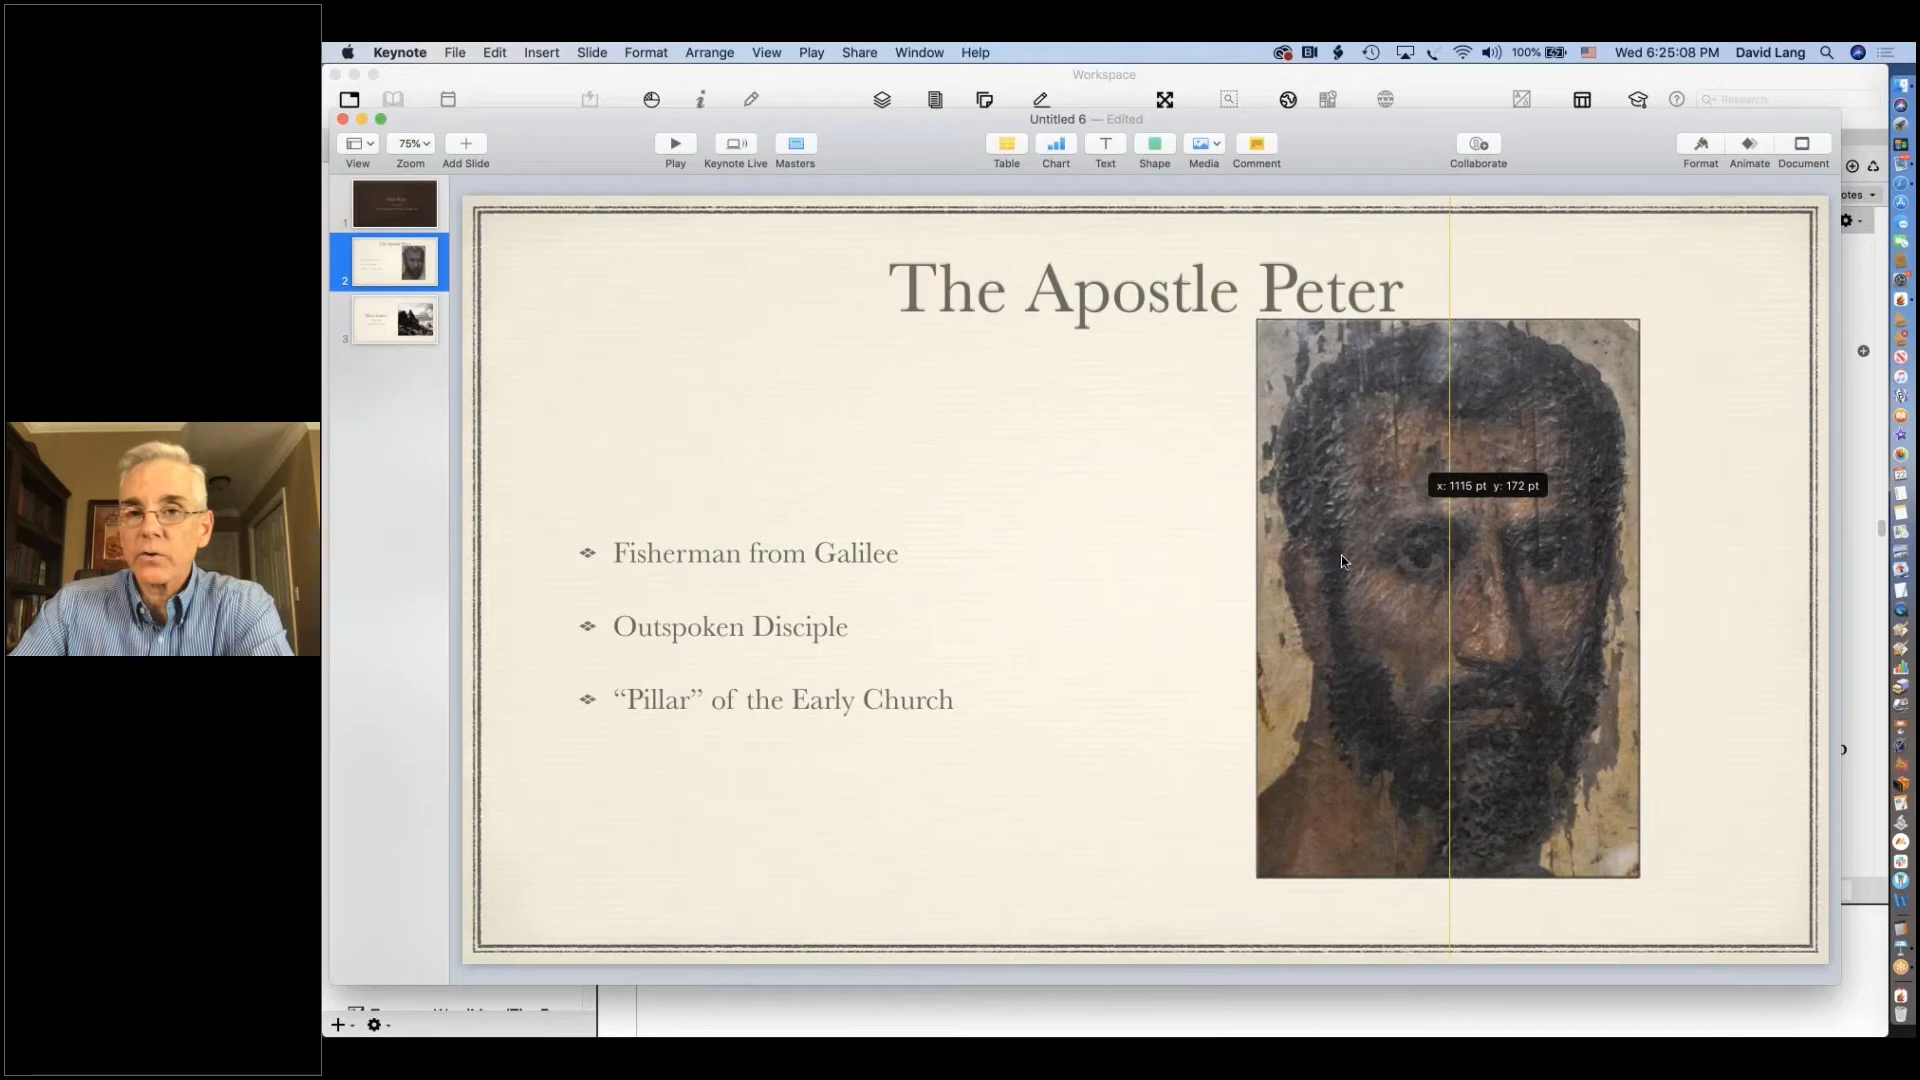 Keynote File Edit Insert Slide Format Arrange View Play Share Window Help 100% Wed 6:25:08 PM David Lang
Workspace
Research
Untitled 6 — Edited
75%
View Zoom Add Slide Play Keynote Live Masters Table Chart Text Shape Media Comment Collaborate Format Animate Document
1
2
3
The Apostle Peter
x: 1115 pt y: 172 pt
Fisherman from Galilee
Outspoken Disciple
“Pillar” of the Early Church